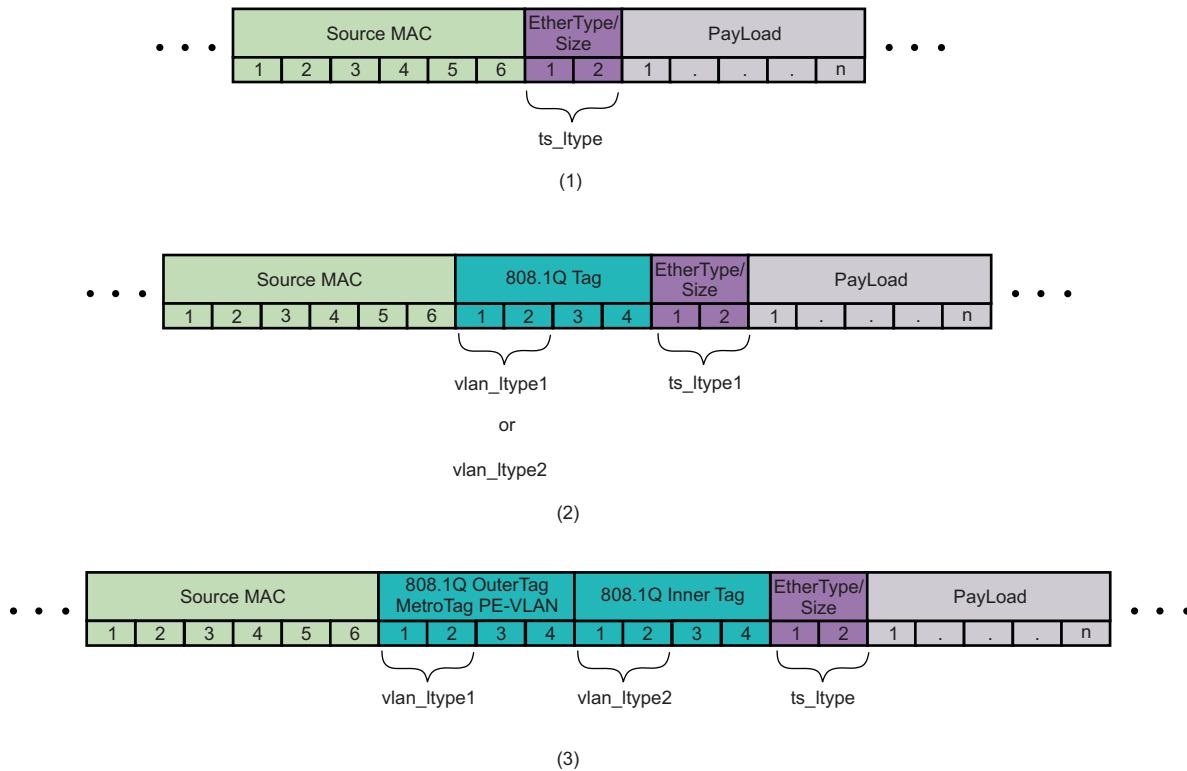 Source MAC EtherType/ Size PayLoad
1 2 3 4 5 6 1 2 1 . . . n
ts_ltype
(1)
Source MAC 808.1Q Tag EtherType/ Size PayLoad
1 2 3 4 5 6 1 2 3 4 1 2 1 . . . n
vlan_ltype1 ts_ltype1
or
vlan_ltype2
(2)
Source MAC 808.1Q OuterTag MetroTag PE-VLAN 808.1Q Inner Tag EtherType/ Size PayLoad
1 2 3 4 5 6 1 2 3 4 1 2 3 4 1 2 1 . . . n
vlan_ltype1 vlan_ltype2 ts_ltype
(3)